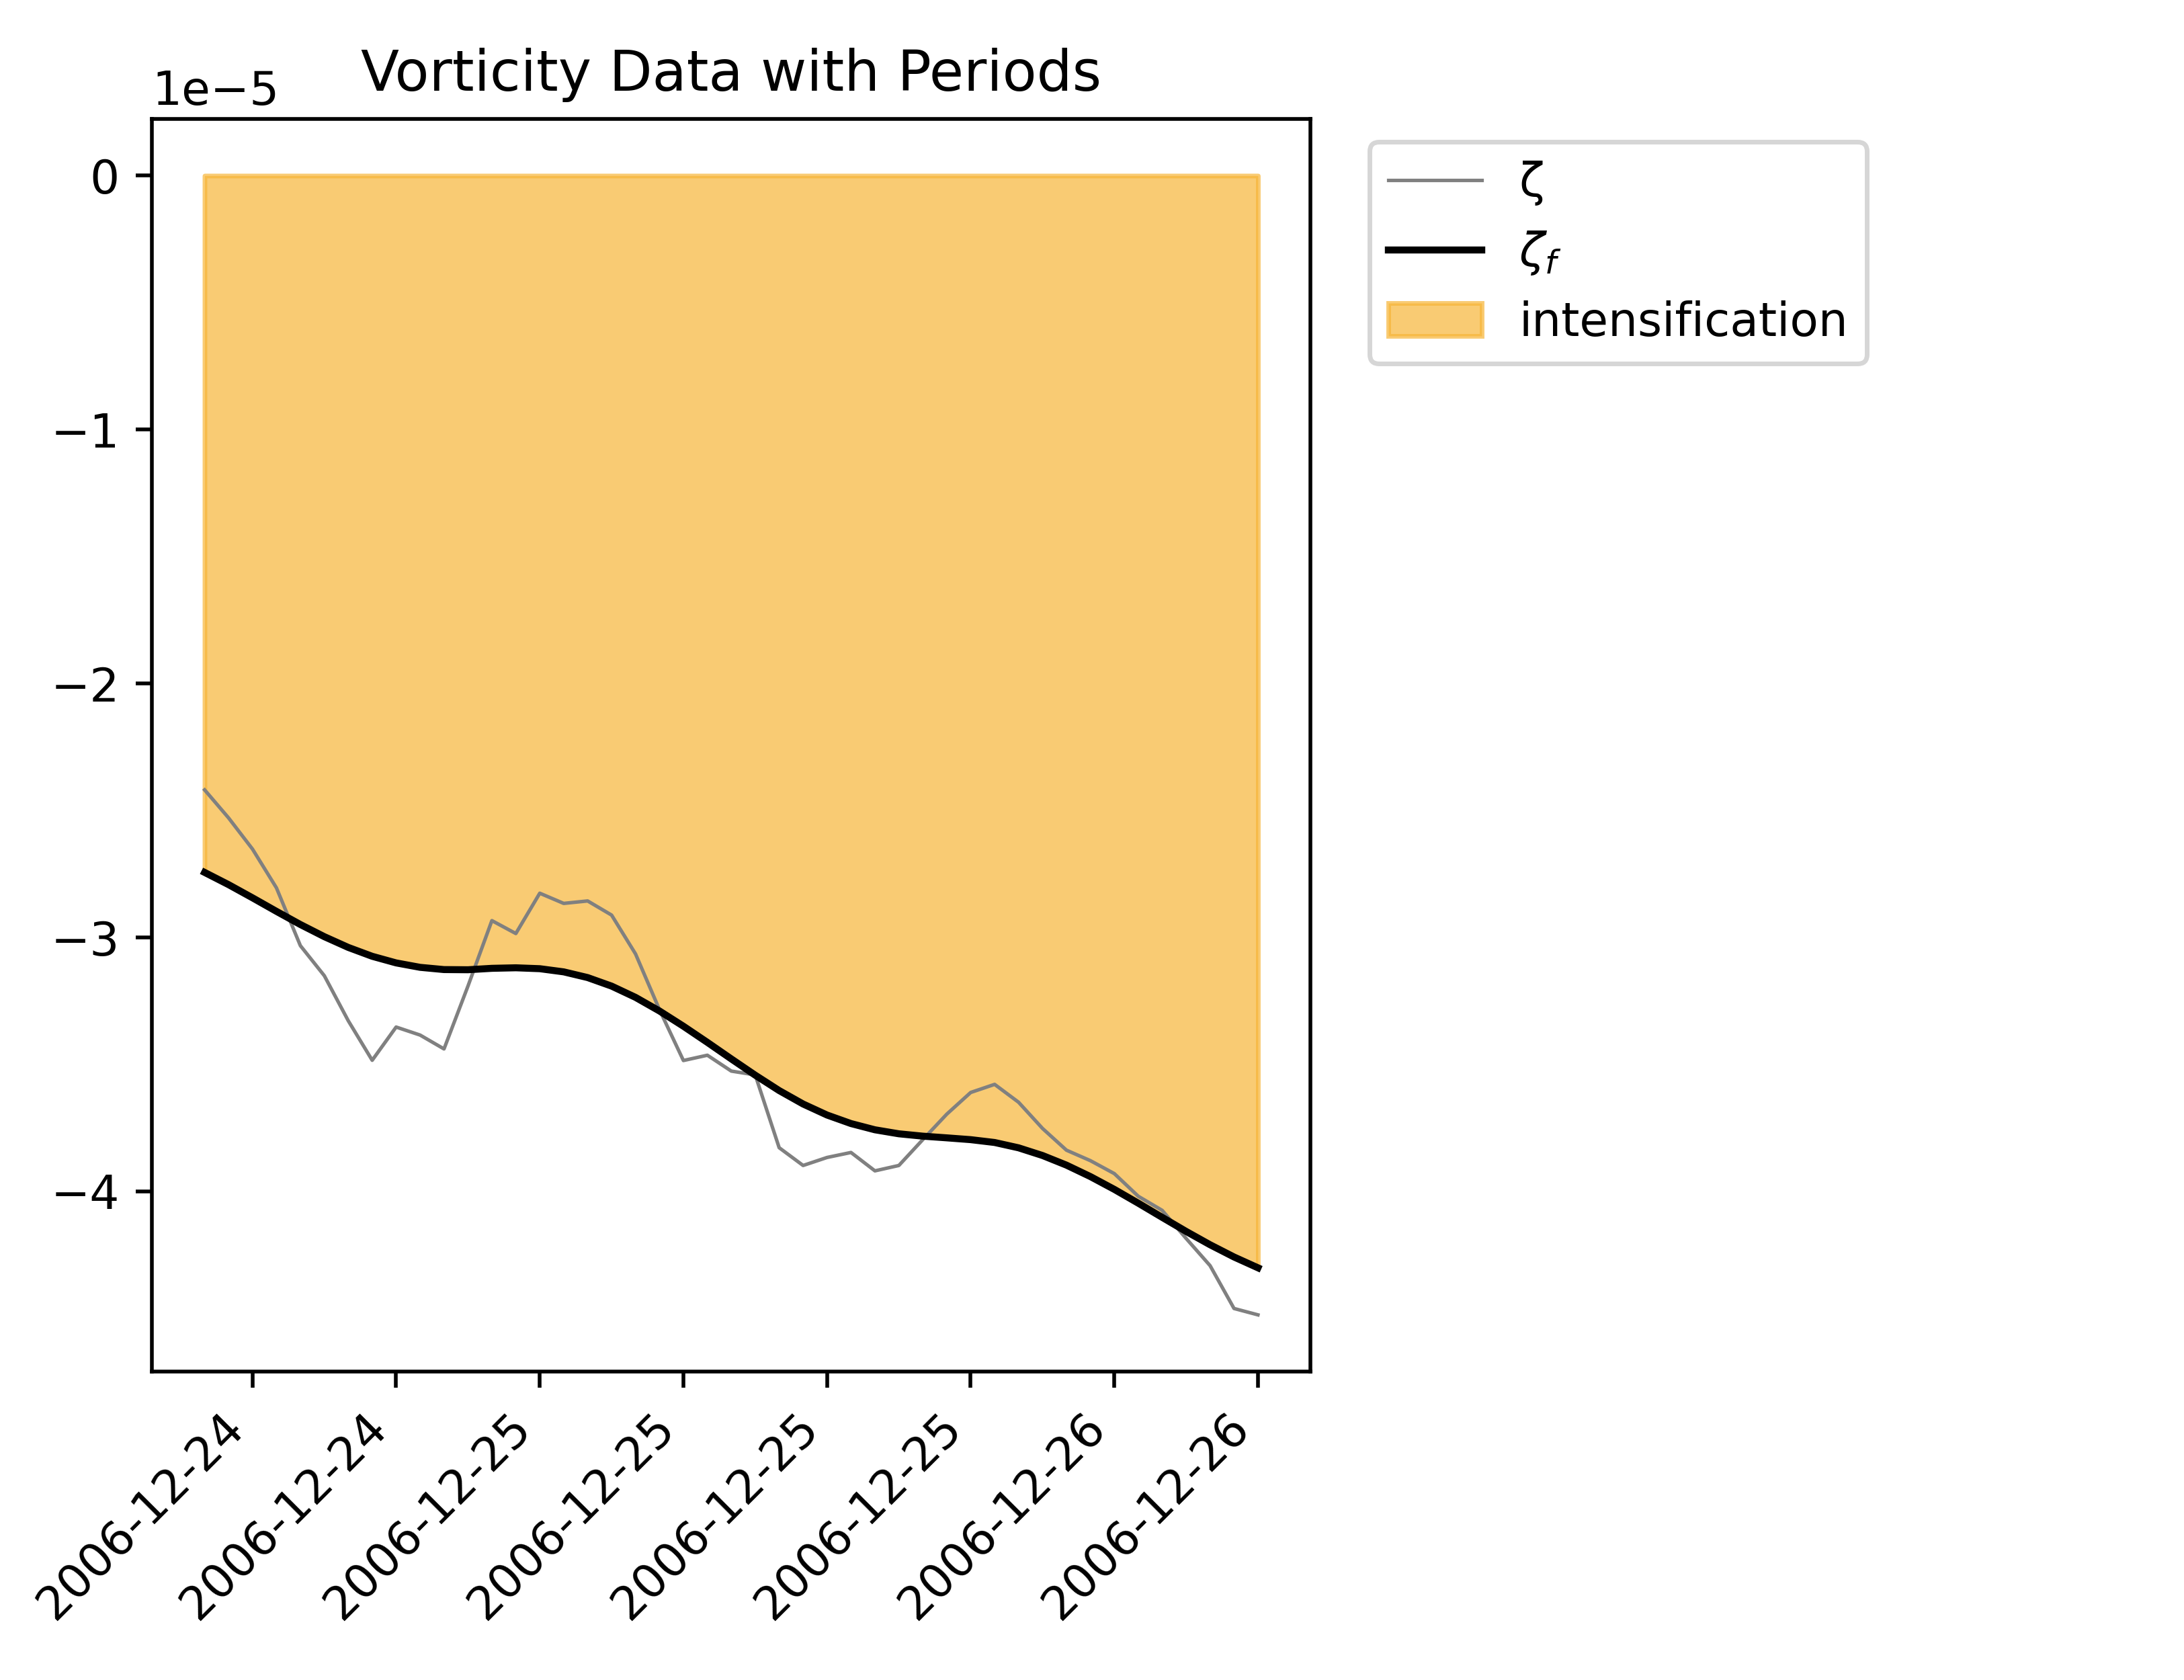 Vorticity Data with Periods
1e−5
0
−1
−2
−3
−4
2006-12-24
2006-12-24
2006-12-25
2006-12-25
2006-12-25
2006-12-25
2006-12-26
2006-12-26
ζ
ζf
intensification